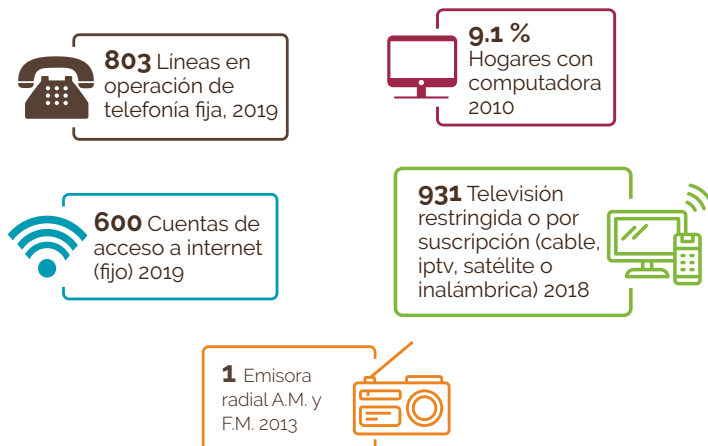 803 Líneas en
operación de
telefonía fija, 2019
9.1 %
Hogares con
computadora
2010
600 Cuentas de
acceso a internet
(fijo) 2019
931 Televisión
restringida o por
suscripción (cable,
iptv, satélite o
inalámbrica) 2018
1 Emisora
radial A.M. y
F.M. 2013